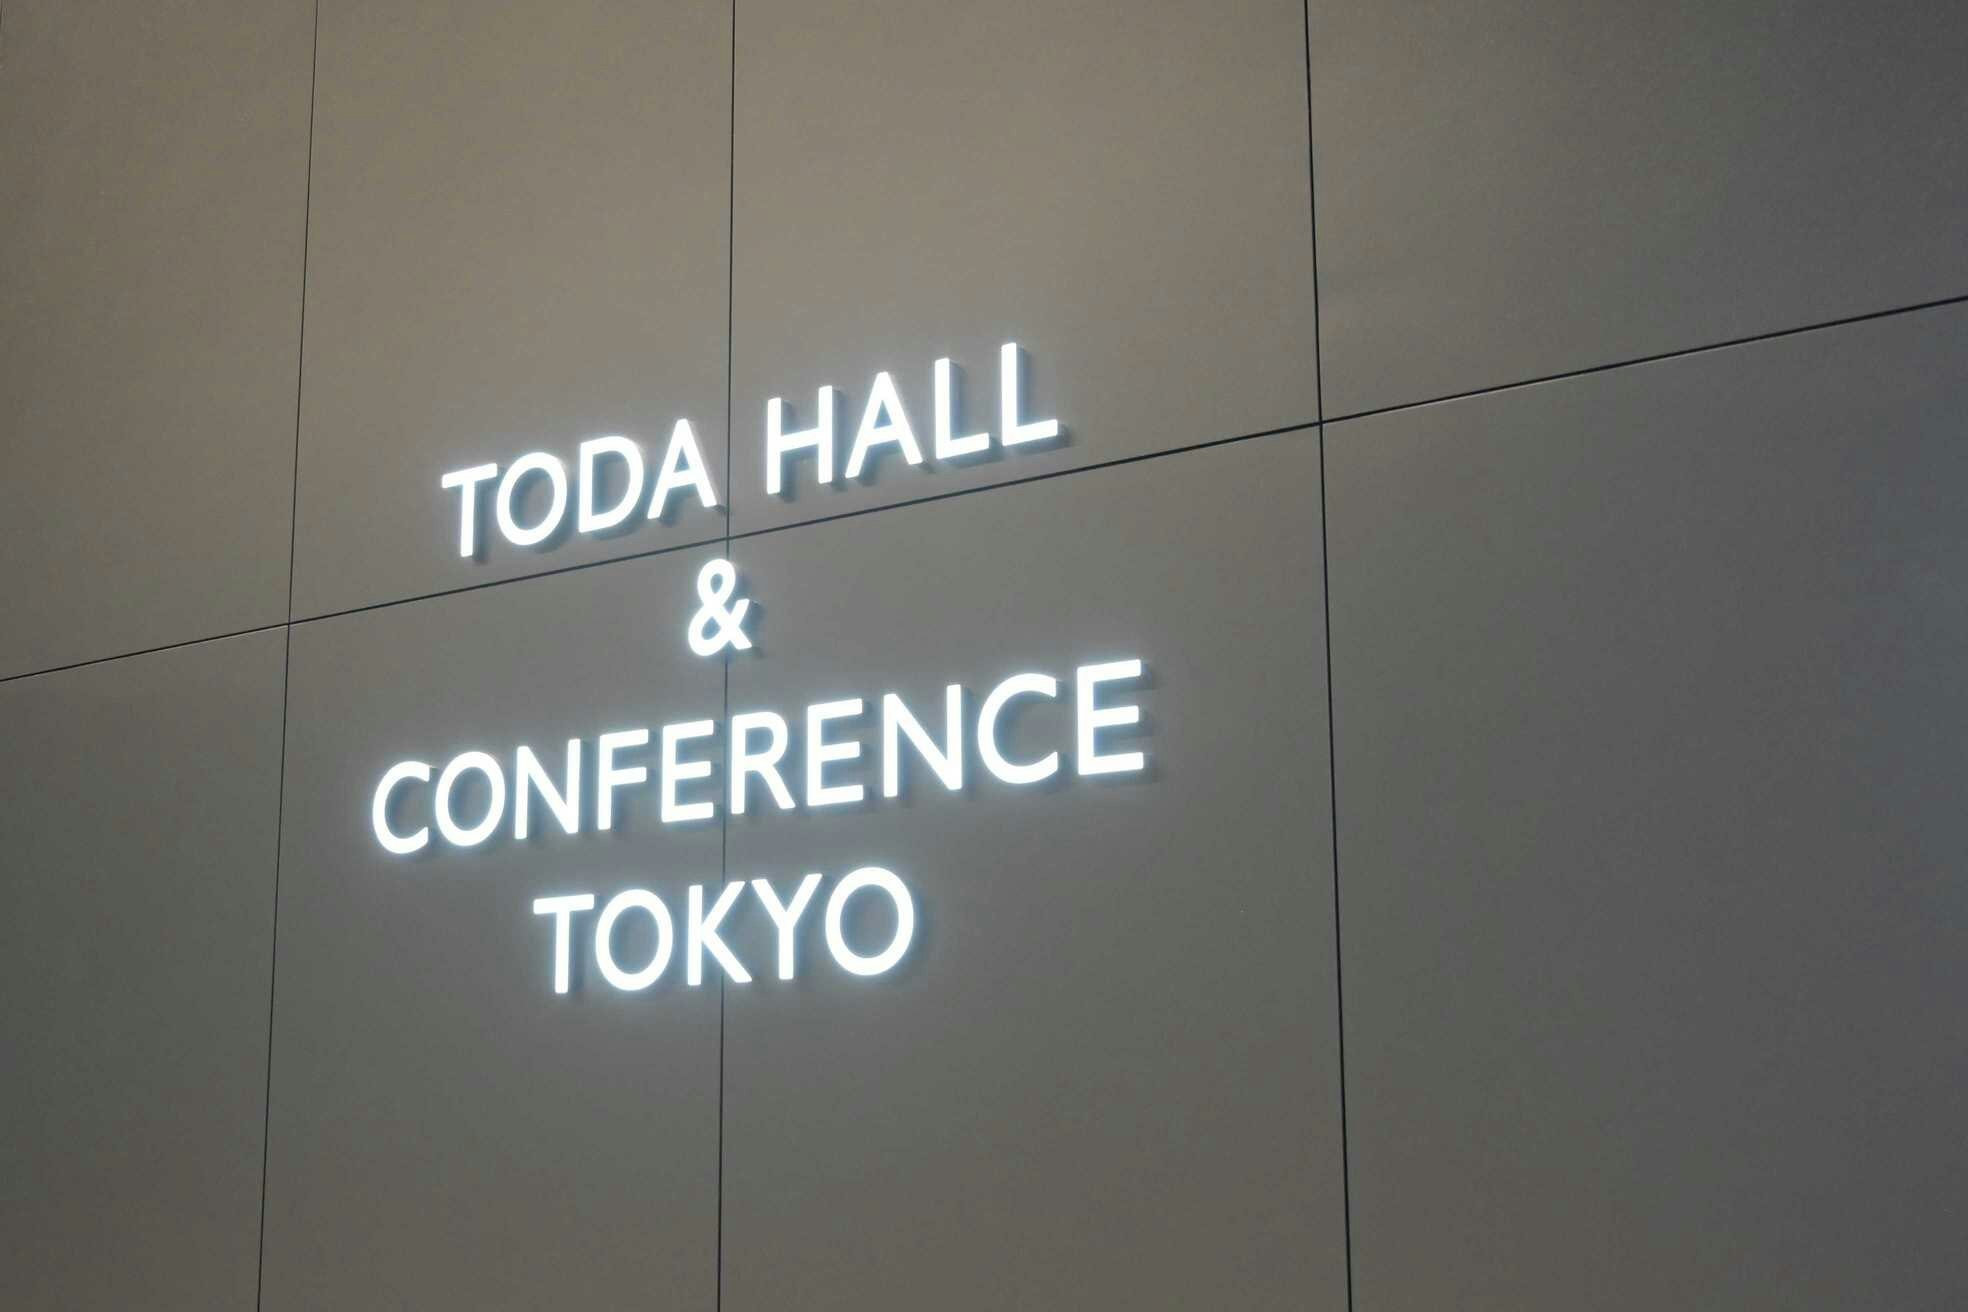 TODA HALL
&
CONFERENCE
TOKYO